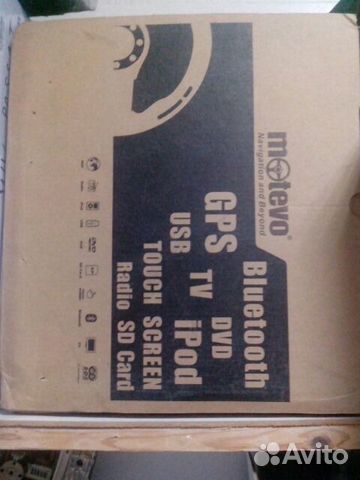 motevo®
Navigation and Beyond
Bluetooth
GPS DVD
TV iPod
USB
TOUCH SCREEN
Radio SD Card
Avito